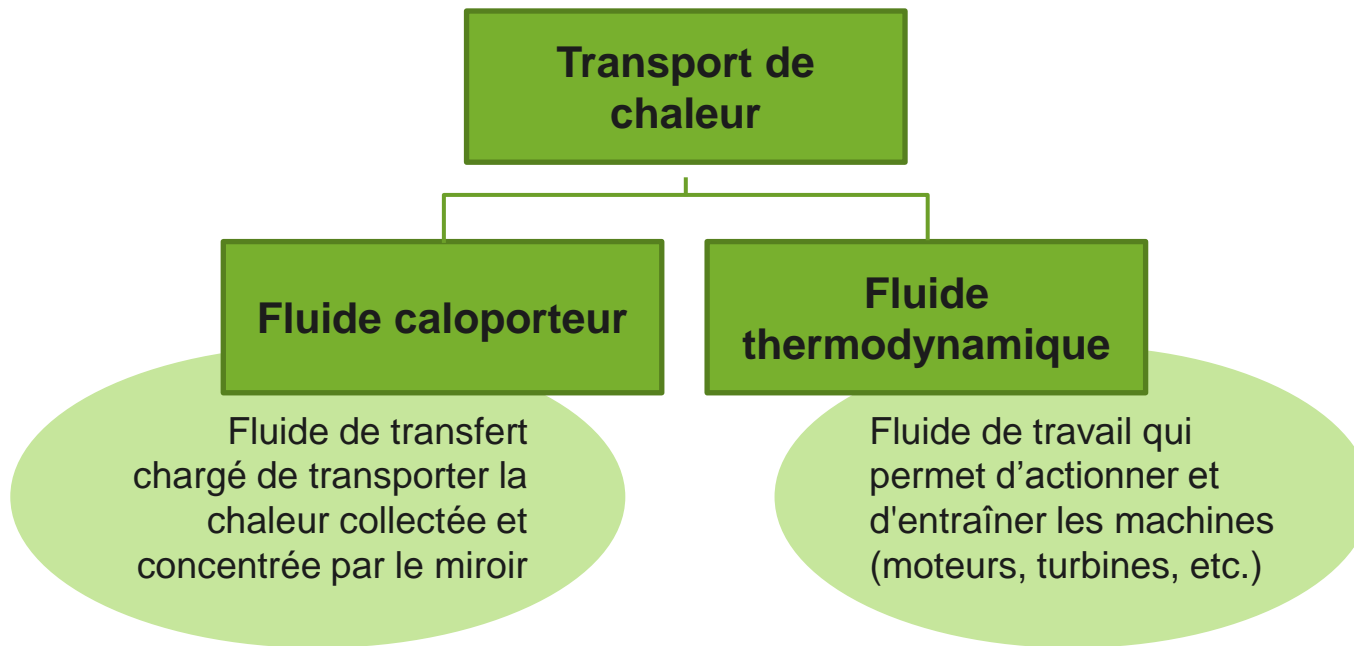 Transport de
chaleur
Fluide caloporteur
Fluide
thermodynamique
Fluide de transfert
chargé de transporter la
chaleur collectée et
concentrée par le miroir
Fluide de travail qui
permet d’actionner et
d'entraîner les machines
(moteurs, turbines, etc.)